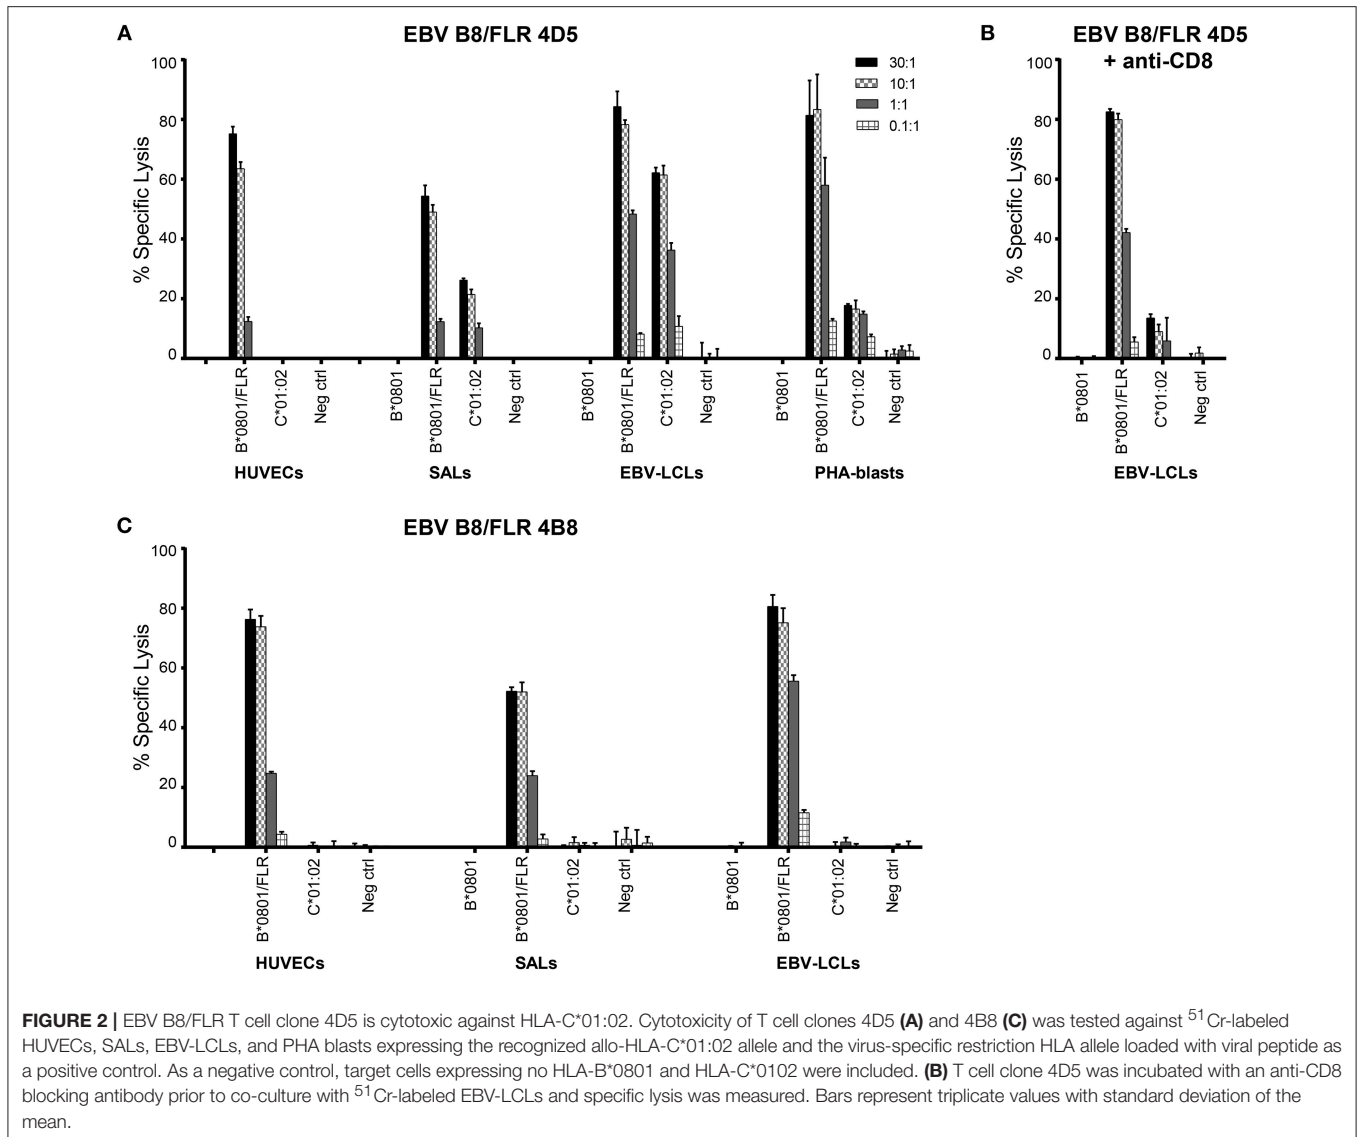 A
EBV B8/FLR 4D5
30:1
10:1
1:1
0.1:1
% Specific Lysis
100
80
60
40
20
0
B*0801/FLR
C*01:02
Neg ctrl
HUVECs
B*0801
B*0801/FLR
C*01:02
Neg ctrl
SALs
B*0801
B*0801/FLR
C*01:02
Neg ctrl
EBV-LCLs
B*0801
B*0801/FLR
C*01:02
Neg ctrl
PHA-blasts
B
EBV B8/FLR 4D5
+ anti-CD8
% Specific Lysis
100
80
60
40
20
0
B*0801
B*0801/FLR
C*01:02
Neg ctrl
EBV-LCLs
C
EBV B8/FLR 4B8
% Specific Lysis
100
80
60
40
20
0
B*0801/FLR
C*01:02
Neg ctrl
HUVECs
B*0801
B*0801/FLR
C*01:02
Neg ctrl
SALs
B*0801
B*0801/FLR
C*01:02
Neg ctrl
EBV-LCLs
FIGURE 2 | EBV B8/FLR T cell clone 4D5 is cytotoxic against HLA-C*01:02. Cytotoxicity of T cell clones 4D5 (A) and 4B8 (C) was tested against ⁵¹Cr-labeled
HUVECs, SALs, EBV-LCLs, and PHA blasts expressing the recognized allo-HLA-C*01:02 allele and the virus-specific restriction HLA allele loaded with viral peptide as
a positive control. As a negative control, target cells expressing no HLA-B*0801 and HLA-C*0102 were included. (B) T cell clone 4D5 was incubated with an anti-CD8
blocking antibody prior to co-culture with ⁵¹Cr-labeled EBV-LCLs and specific lysis was measured. Bars represent triplicate values with standard deviation of the
mean.